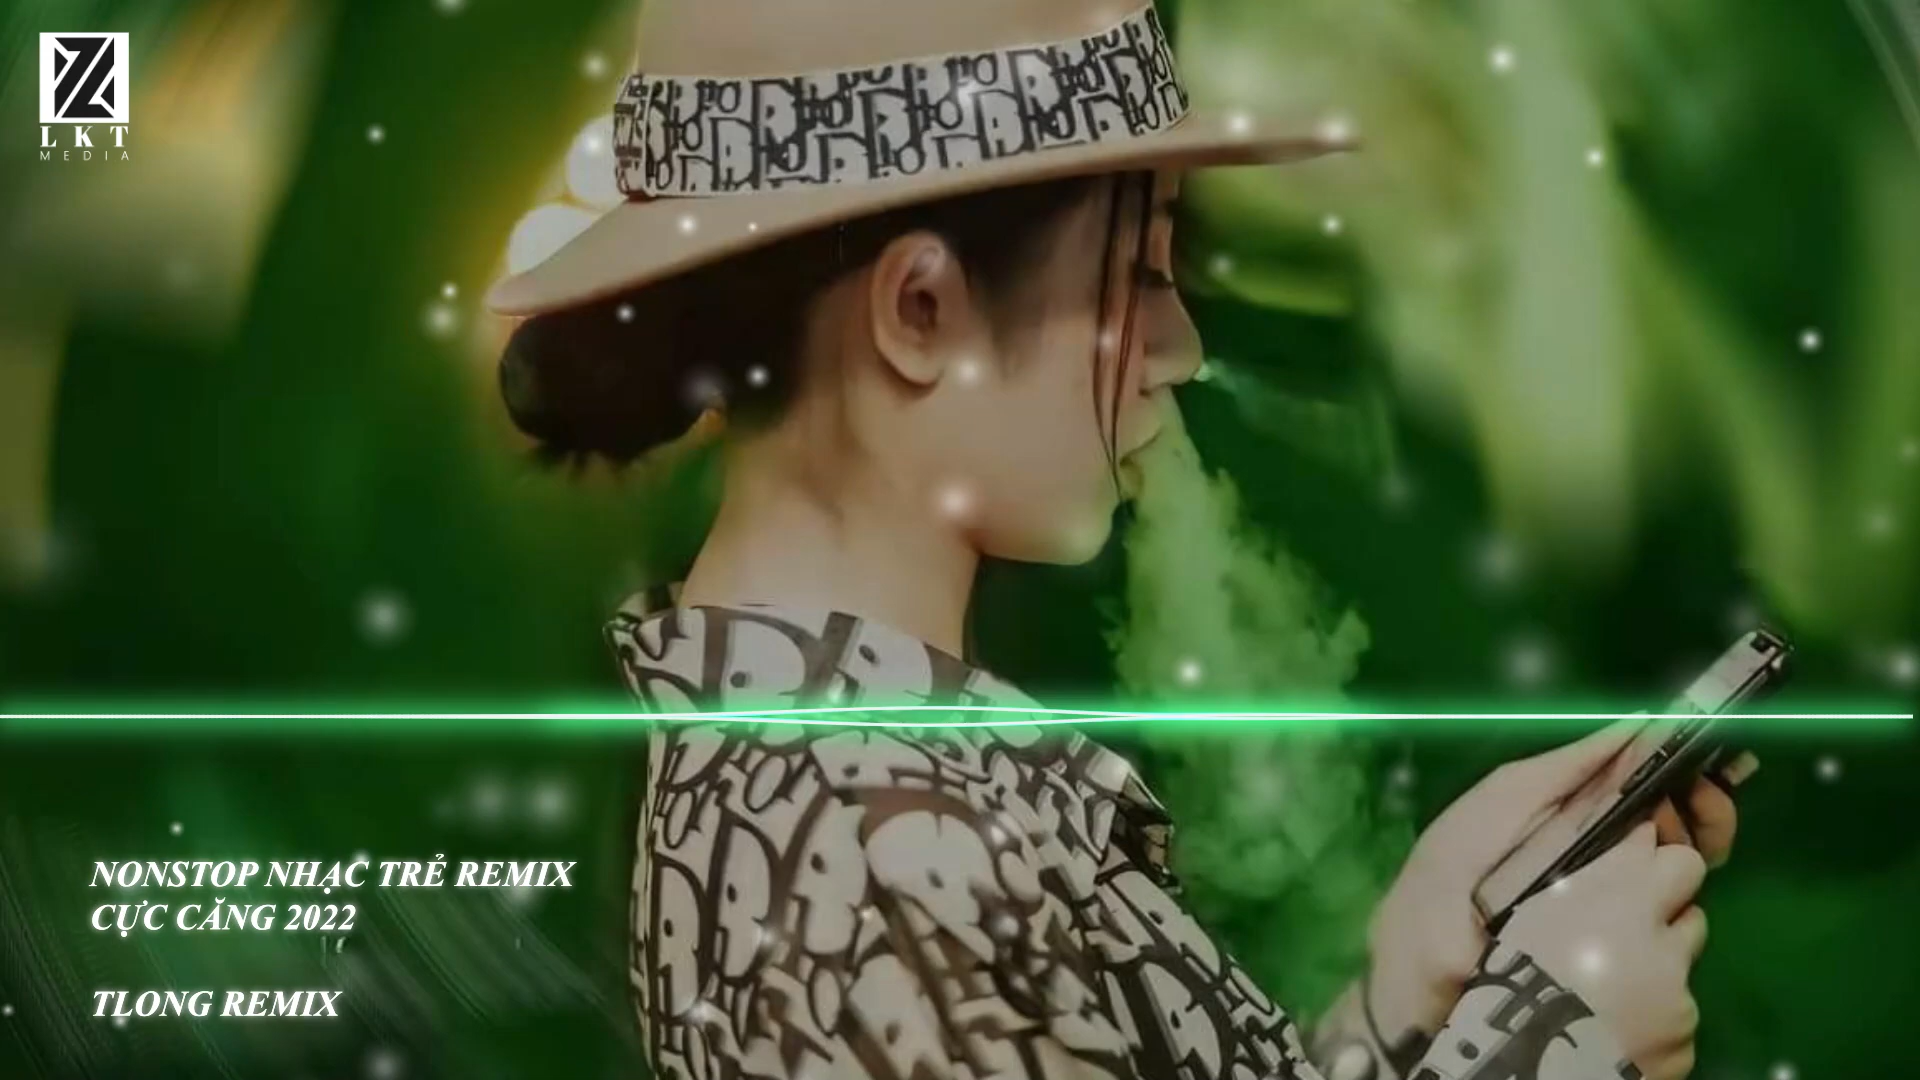 LKT
MEDIA
NONSTOP NHẠC TRẺ REMIX
CỰC CĂNG 2022
TLONG REMIX